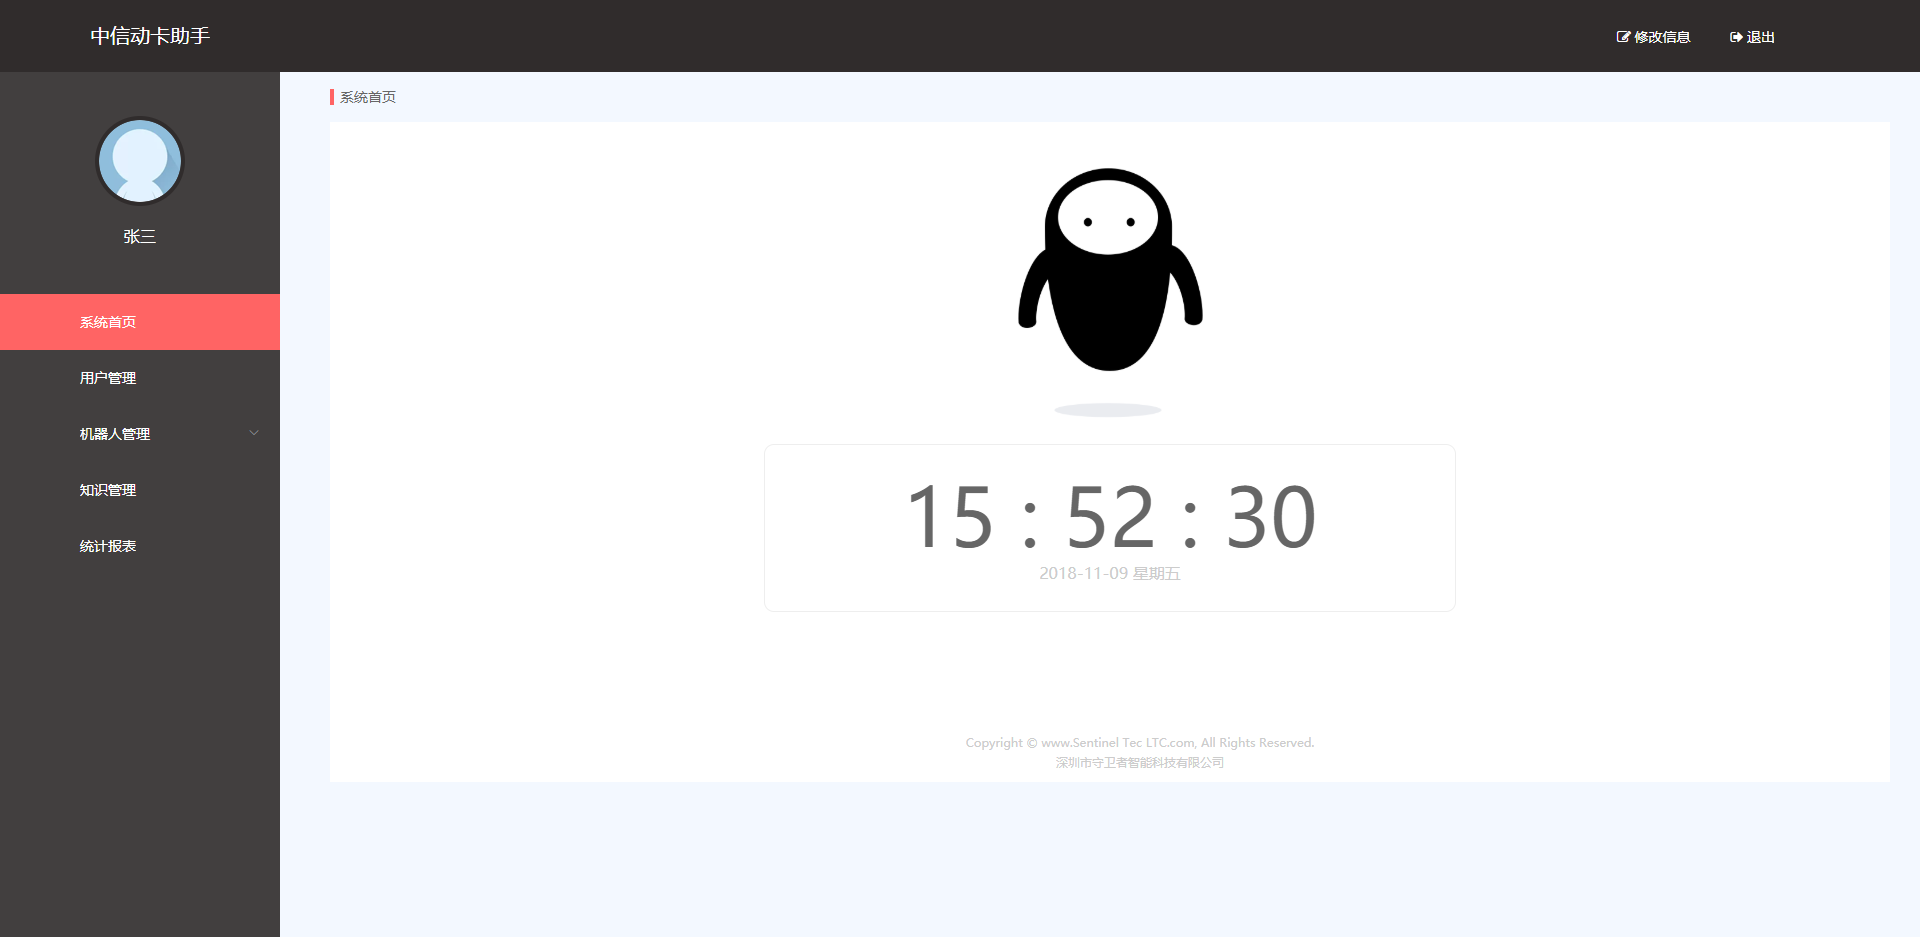 中信动卡助手
修改信息
退出
张三
系统首页
用户管理
机器人管理
知识管理
统计报表
系统首页
15 : 52 : 30
2018-11-09 星期五
Copyright © www.Sentinel Tec LTC.com, All Rights Reserved.
深圳市守卫者智能科技有限公司